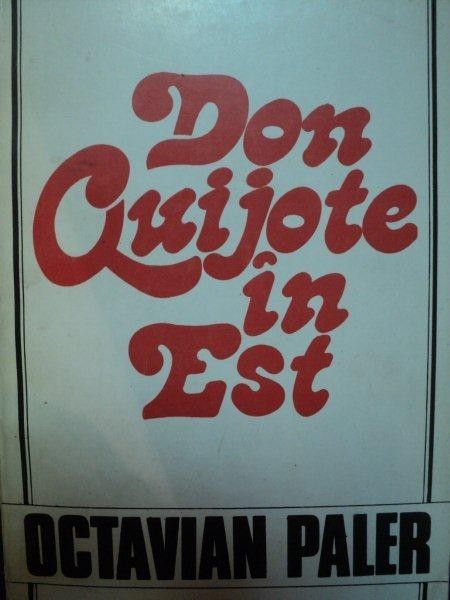 Don
Quijote
în
Est
OCTAVIAN PALER